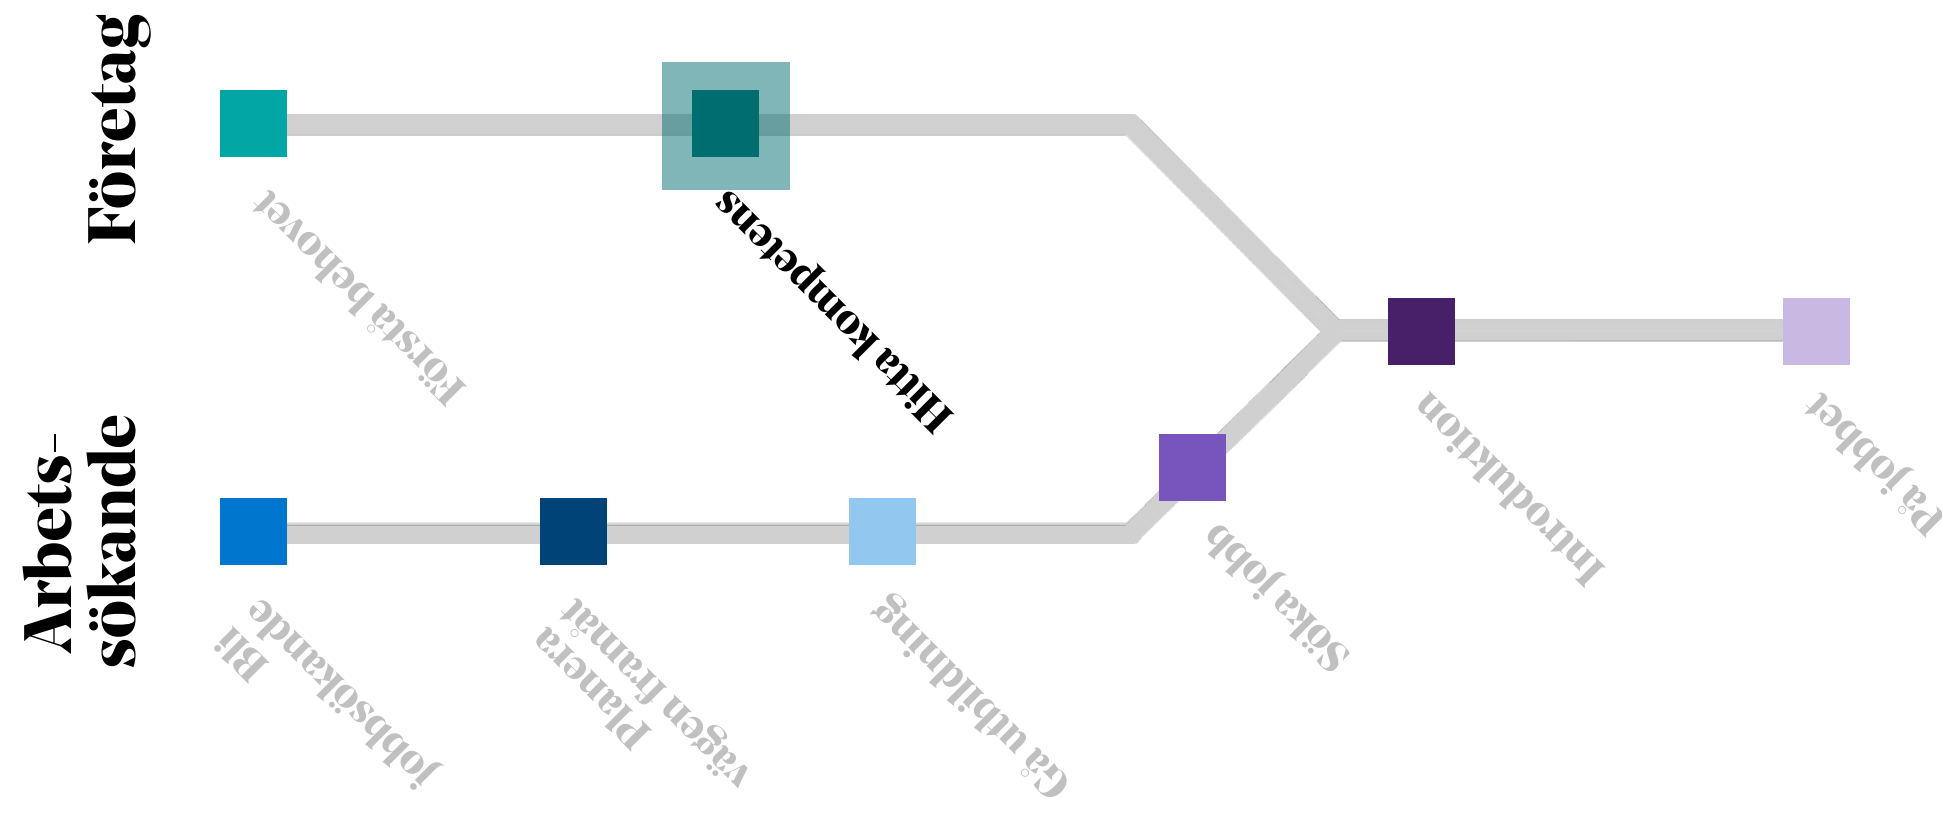 Företag
Förstå behovet
Hitta kompetens
Arbets-
sökande
Bli
jobbsökande
Planera
vägen framåt
Gå utbildning
Söka jobb
Introduktion
På jobbet